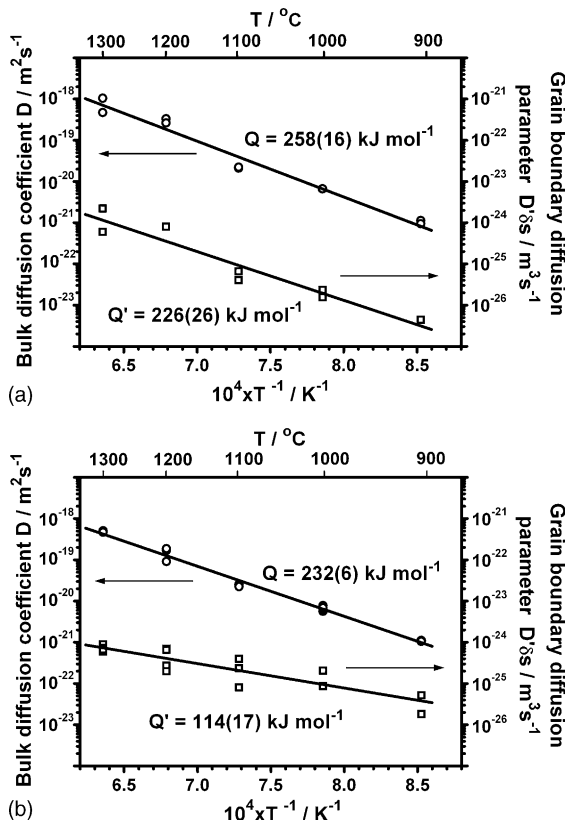 (a)
T / °C
1300 1200 1100 1000 900
Bulk diffusion coefficient D / m²s⁻¹
10⁻¹⁸
10⁻¹⁹
10⁻²⁰
10⁻²¹
10⁻²²
10⁻²³
Q = 258(16) kJ mol⁻¹
Q' = 226(26) kJ mol⁻¹
10⁻²¹
10⁻²²
10⁻²³
10⁻²⁴
10⁻²⁵
10⁻²⁶
Grain boundary diffusion
parameter D'δs / m³s⁻¹
6.5 7.0 7.5 8.0 8.5
10⁴xT ⁻¹ / K⁻¹
(b)
T / °C
1300 1200 1100 1000 900
Bulk diffusion coefficient D / m²s⁻¹
10⁻¹⁸
10⁻¹⁹
10⁻²⁰
10⁻²¹
10⁻²²
10⁻²³
Q = 232(6) kJ mol⁻¹
Q' = 114(17) kJ mol⁻¹
10⁻²¹
10⁻²²
10⁻²³
10⁻²⁴
10⁻²⁵
10⁻²⁶
Grain boundary diffusion
parameter D'δs / m³s⁻¹
6.5 7.0 7.5 8.0 8.5
10⁴xT ⁻¹ / K⁻¹